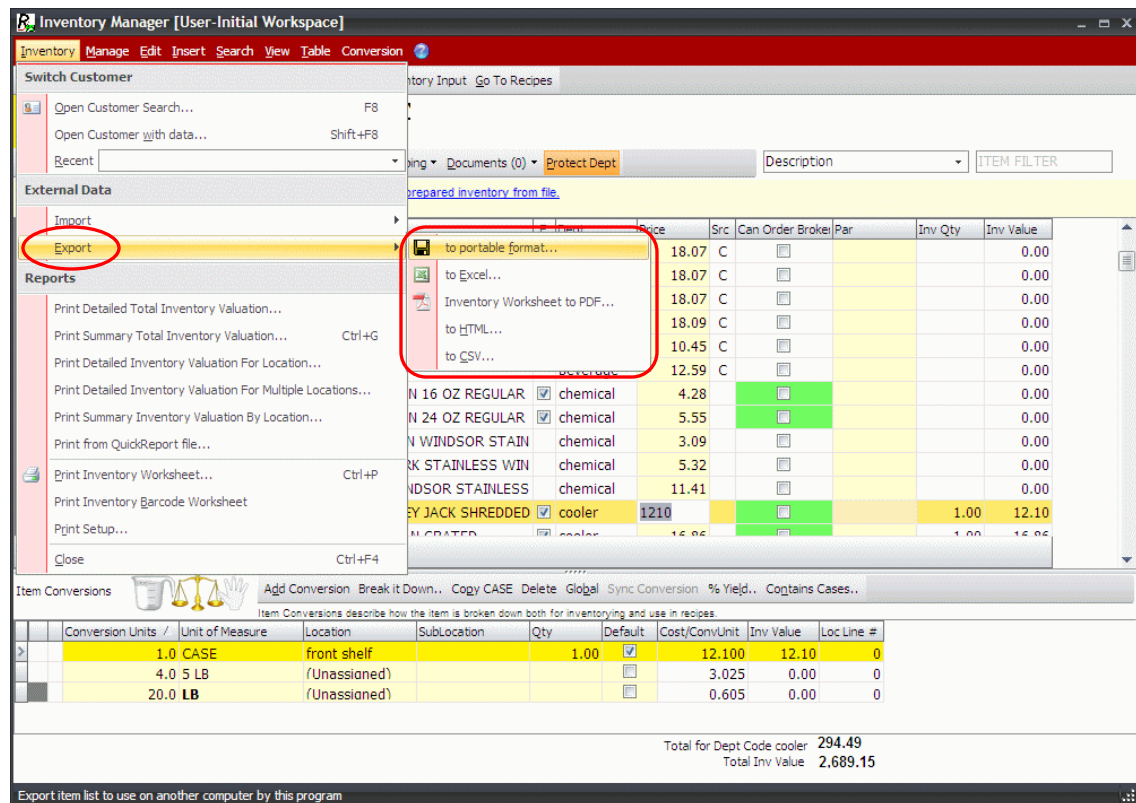 Inventory Manager [User-Initial Workspace]
Inventory Manage Edit Insert Search View Table Conversion
Switch Customer
Open Customer Search... F8
Open Customer with data... Shift+F8
Recent
External Data
Import
Export
Reports
Print Detailed Total Inventory Valuation...
Print Summary Total Inventory Valuation... Ctrl+G
Print Detailed Inventory Valuation For Location...
Print Detailed Inventory Valuation For Multiple Locations...
Print Summary Inventory Valuation By Location...
Print from QuickReport file...
Print Inventory Worksheet... Ctrl+P
Print Inventory Barcode Worksheet
Print Setup...
Close Ctrl+F4
to portable format...
to Excel...
Inventory Worksheet to PDF...
to HTML...
to CSV...
ntory Input Go To Recipes
ping Documents (0) Protect Dept Description ITEM FILTER
prepared inventory from file.
Price Src Can Order Broker Par Inv Qty Inv Value
18.07 C 0.00
18.07 C 0.00
18.07 C 0.00
18.09 C 0.00
10.45 C 0.00
beverage 12.59 C 0.00
N 16 OZ REGULAR chemical 4.28 0.00
N 24 OZ REGULAR chemical 5.55 0.00
N WINDSOR STAIN chemical 3.09 0.00
RK STAINLESS WIN chemical 5.32 0.00
NDSOR STAINLESS chemical 11.41 0.00
EY JACK SHREDDED cooler 1210 1.00 12.10
N GRATED cooler 16.86 1.00 16.86
Item Conversions Add Conversion Break it Down.. Copy CASE Delete Global Sync Conversion % Yield.. Contains Cases..
Item Conversions describe how the item is broken down both for inventorying and use in recipes.
Conversion Units Unit of Measure Location SubLocation Qty Default Cost/ConvUnit Inv Value Loc Line #
1.0 CASE front shelf 1.00 12.100 12.10 0
4.0 5 LB (Unassigned) 3.025 0.00 0
20.0 LB (Unassigned) 0.605 0.00 0
Total for Dept Code cooler 294.49
Total Inv Value 2,689.15
Export item list to use on another computer by this program